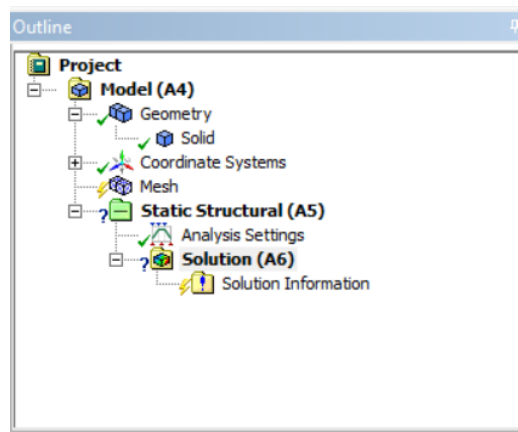 Outline
Project
Model (A4)
Geometry
Solid
Coordinate Systems
Mesh
Static Structural (A5)
Analysis Settings
Solution (A6)
Solution Information